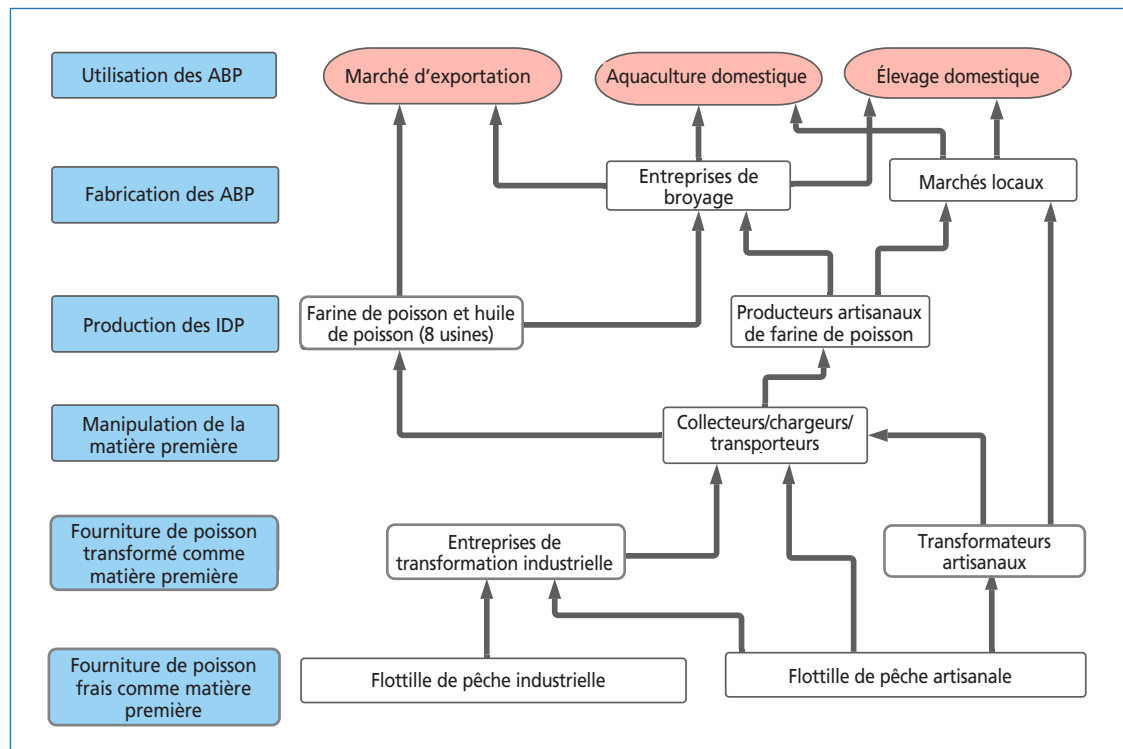 Utilisation des ABP
Marché d'exportation
Aquaculture domestique
Élevage domestique
Fabrication des ABP
Entreprises de
broyage
Marchés locaux
Production des IDP
Farine de poisson et huile
de poisson (8 usines)
Producteurs artisanaux
de farine de poisson
Manipulation de la
matière première
Collecteurs/chargeurs/
transporteurs
Fourniture de poisson
transformé comme
matière première
Entreprises de
transformation industrielle
Transformateurs
artisanaux
Fourniture de poisson
frais comme matière
première
Flottille de pêche industrielle
Flottille de pêche artisanale